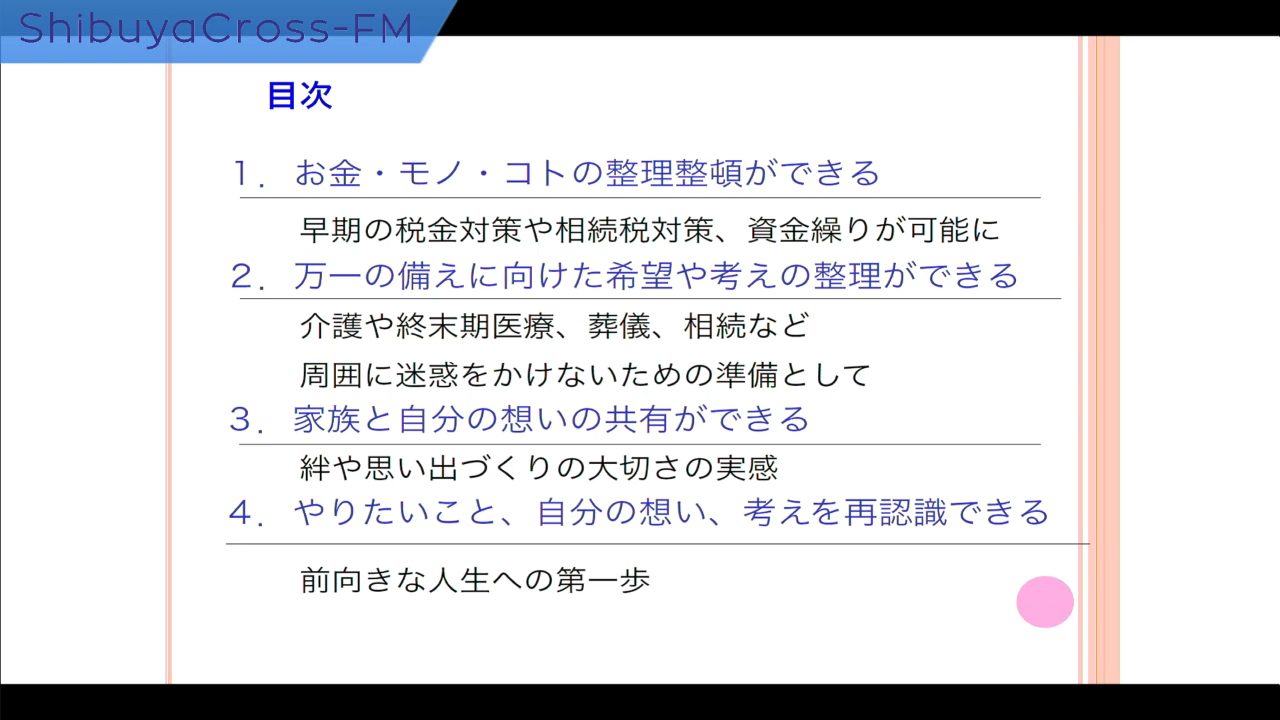 ShibuyaCross-FM
目次
１．お金・モノ・コトの整理整頓ができる
早期の税金対策や相続税対策、資金繰りが可能に
２．万一の備えに向けた希望や考えの整理ができる
介護や終末期医療、葬儀、相続など
周囲に迷惑をかけないための準備として
３．家族と自分の想いの共有ができる
絆や思い出づくりの大切さの実感
４．やりたいこと、自分の想い、考えを再認識できる
前向きな人生への第一歩